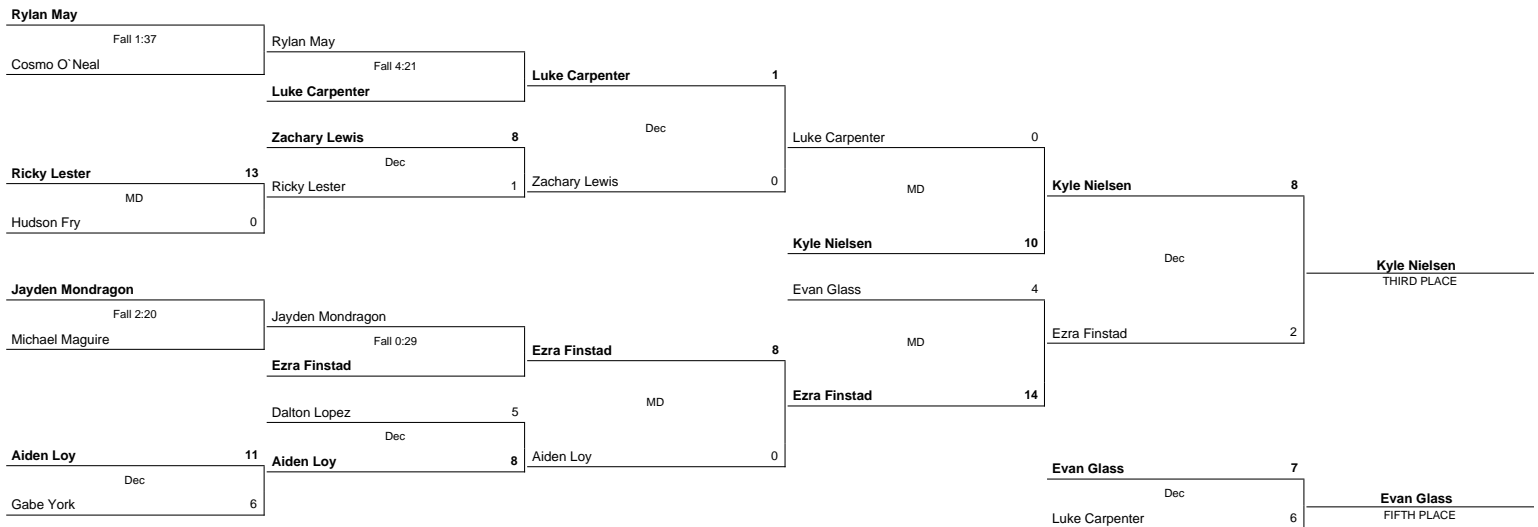 Rylan May
Fall 1:37
Cosmo O`Neal
Ricky Lester 13
MD
Hudson Fry 0
Jayden Mondragon
Fall 2:20
Michael Maguire
Aiden Loy 11
Dec
Gabe York 6
Rylan May
Fall 4:21
Luke Carpenter
Zachary Lewis 8
Dec
Ricky Lester 1
Jayden Mondragon
Fall 0:29
Ezra Finstad
Dalton Lopez 5
Dec
Aiden Loy 8
Luke Carpenter 1
Dec
Zachary Lewis 0
Ezra Finstad 8
MD
Aiden Loy 0
Luke Carpenter 0
MD
Kyle Nielsen 10
Evan Glass 4
MD
Ezra Finstad 14
Kyle Nielsen 8
Dec
Ezra Finstad 2
Kyle Nielsen
THIRD PLACE
Evan Glass 7
Dec
Luke Carpenter 6
Evan Glass
FIFTH PLACE